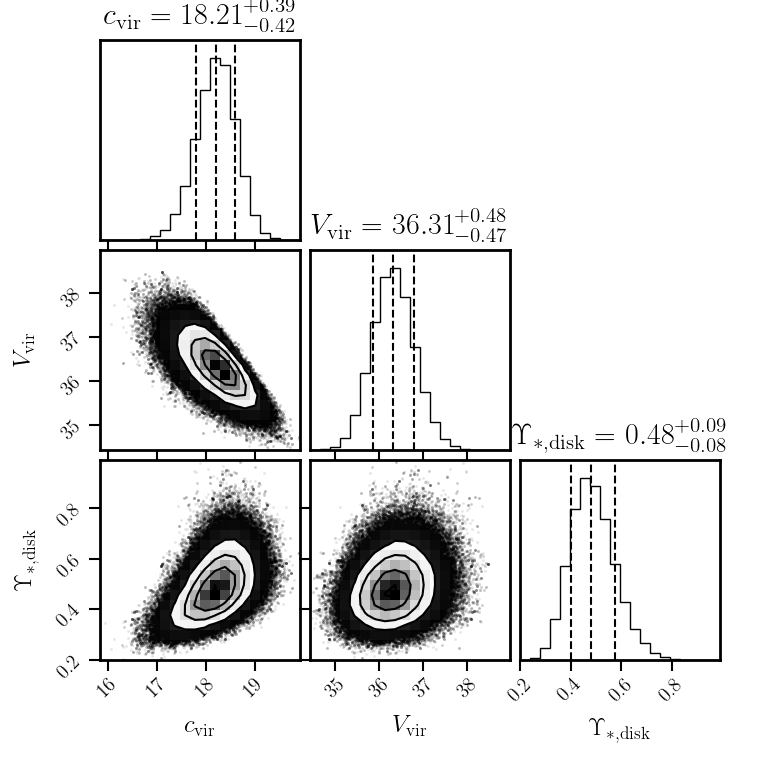 c_vir = 18.21 +0.39 −0.42
V_vir = 36.31 +0.48 −0.47
38
37
36
35
V_vir
Υ_*,disk = 0.48 +0.09 −0.08
0.8
0.6
0.4
0.2
Υ_*,disk
16 17 18 19 35 36 37 38 0.2 0.4 0.6 0.8
c_vir V_vir Υ_*,disk